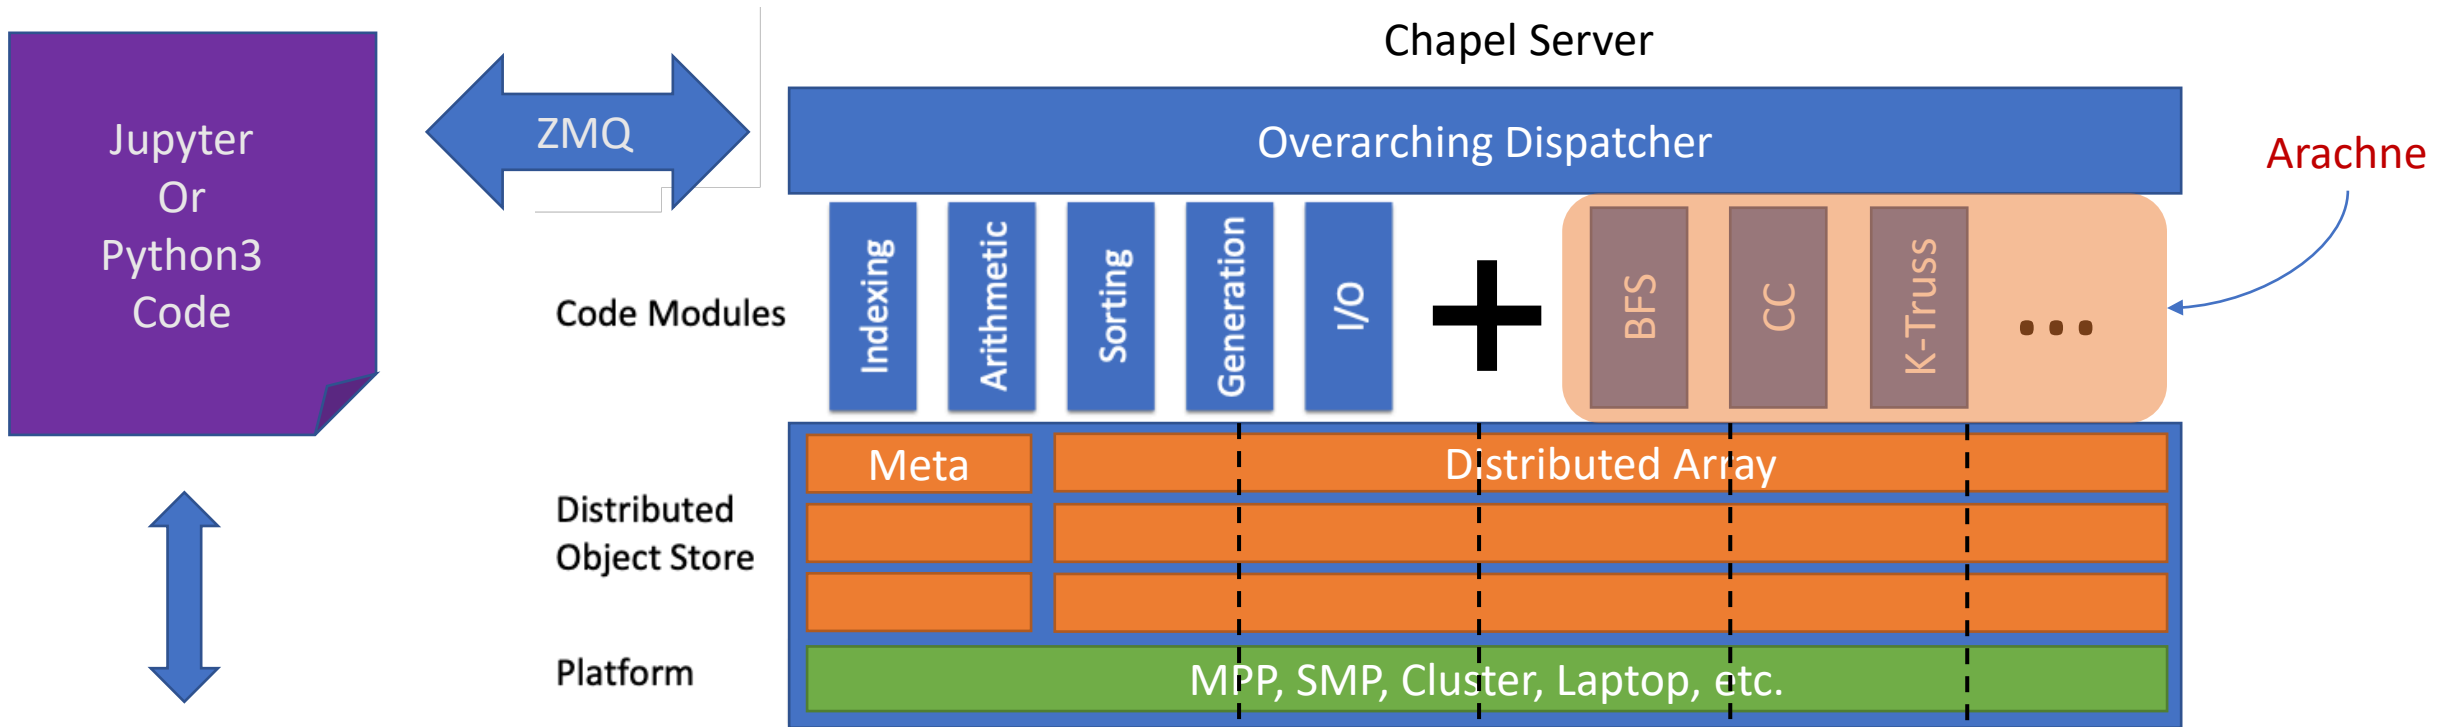 Chapel Server
Jupyter
Or
Python3
Code
ZMQ
Overarching Dispatcher
Arachne
Code Modules
Indexing
Arithmetic
Sorting
Generation
I/O
+
BFS
CC
K-Truss
...
Distributed
Object Store
Meta
Distributed Array
Platform
MPP, SMP, Cluster, Laptop, etc.